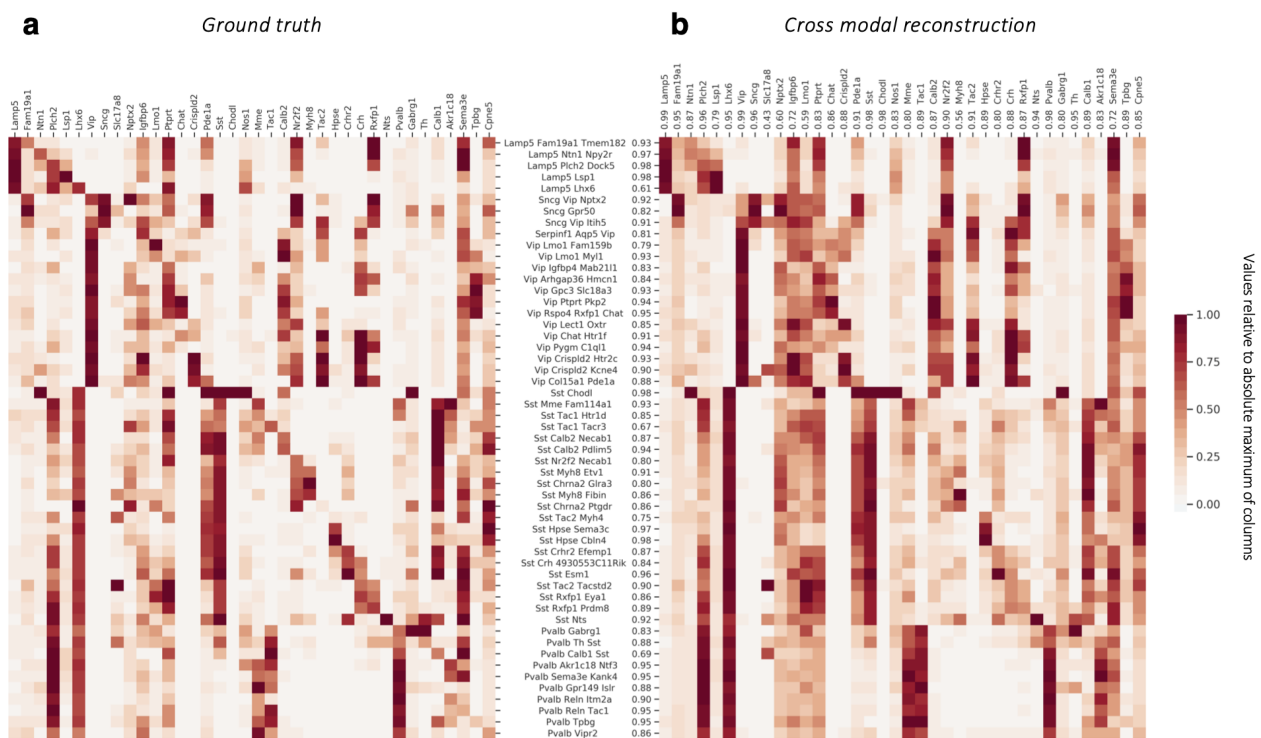 a
Ground truth
b
Cross modal reconstruction
Lamp5
Fam19a1
Ntn1
Plch2
Lsp1
Lhx6
Vip
Sncg
Slc17a8
Nptx2
Igfbp6
Lmo1
Ptprt
Chat
Crispld2
Pde1a
Sst
Chodl
Nos1
Mme
Tac1
Calb2
Nr2f2
Myh8
Tac2
Hpse
Crhr2
Crh
Rxfp1
Nts
Pvalb
Gabrg1
Th
Calb1
Akr1c18
Sema3e
Tpbg
Cpne5
0.99 Lamp5
0.95 Fam19a1
0.87 Ntn1
0.96 Plch2
0.79 Lsp1
0.95 Lhx6
0.99 Vip
0.96 Sncg
0.43 Slc17a8
0.60 Nptx2
0.72 Igfbp6
0.59 Lmo1
0.83 Ptprt
0.86 Chat
0.88 Crispld2
0.91 Pde1a
0.98 Sst
0.98 Chodl
0.83 Nos1
0.80 Mme
0.94 Tac1
0.97 Calb2
0.90 Nr2f2
0.56 Myh8
0.91 Tac2
0.93 Hpse
0.80 Crhr2
0.88 Crh
0.87 Rxfp1
0.94 Nts
0.98 Pvalb
0.80 Gabrg1
0.95 Th
0.89 Calb1
0.83 Akr1c18
0.72 Sema3e
0.89 Tpbg
0.85 Cpne5
Lamp5 Fam19a1 Tmem182 0.93
Lamp5 Ntn1 Npy2r 0.97
Lamp5 Plch2 Dock5 0.98
Lamp5 Lsp1 0.98
Lamp5 Lhx6 0.61
Sncg Vip Nptx2 0.92
Sncg Gpr50 0.82
Sncg Vip Itih5 0.91
Serpinf1 Aqp5 Vip 0.81
Vip Lmo1 Fam159b 0.79
Vip Lmo1 Myl1 0.93
Vip Igfbp4 Mab21l1 0.83
Vip Arhgap36 Hmcn1 0.84
Vip Gpc3 Slc18a3 0.93
Vip Ptprt Pkp2 0.94
Vip Rspo4 Rxfp1 Chat 0.95
Vip Lect1 Oxtr 0.85
Vip Chat Htr1f 0.91
Vip Pygm C1ql1 0.94
Vip Crispld2 Htr2c 0.93
Vip Crispld2 Kcne4 0.90
Vip Col15a1 Pde1a 0.88
Sst Chodl 0.98
Sst Mme Fam114a1 0.93
Sst Tac1 Htr1d 0.85
Sst Tac1 Tacr3 0.67
Sst Calb2 Necab1 0.87
Sst Calb2 Pdlim5 0.94
Sst Nr2f2 Necab1 0.80
Sst Myh8 Etv1 0.91
Sst Chrna2 Glra3 0.80
Sst Myh8 Fibin 0.86
Sst Chrna2 Ptgdr 0.86
Sst Tac2 Myh4 0.75
Sst Hpse Sema3c 0.97
Sst Hpse Cbln4 0.98
Sst Crhr2 Efemp1 0.87
Sst Crh 4930553C11Rik 0.84
Sst Esm1 0.96
Sst Tac2 Tacstd2 0.90
Sst Rxfp1 Eya1 0.86
Sst Rxfp1 Prdm8 0.89
Sst Nts 0.92
Pvalb Gabrg1 0.83
Pvalb Th Sst 0.88
Pvalb Calb1 Sst 0.69
Pvalb Akr1c18 Ntf3 0.95
Pvalb Sema3e Kank4 0.95
Pvalb Gpr149 Islr 0.88
Pvalb Reln Itm2a 0.90
Pvalb Reln Tac1 0.95
Pvalb Tpbg 0.95
Pvalb Vipr2 0.86
1.00
0.75
0.50
0.25
0.00
Values relative to absolute maximum of columns